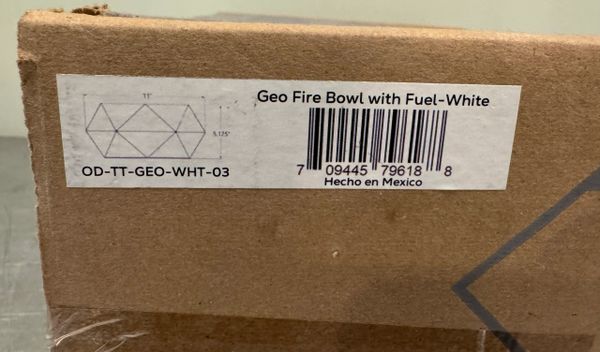 11"
5.125"
OD-TT-GEO-WHT-03
Geo Fire Bowl with Fuel-White
7 09445 79618 8
Hecho en Mexico